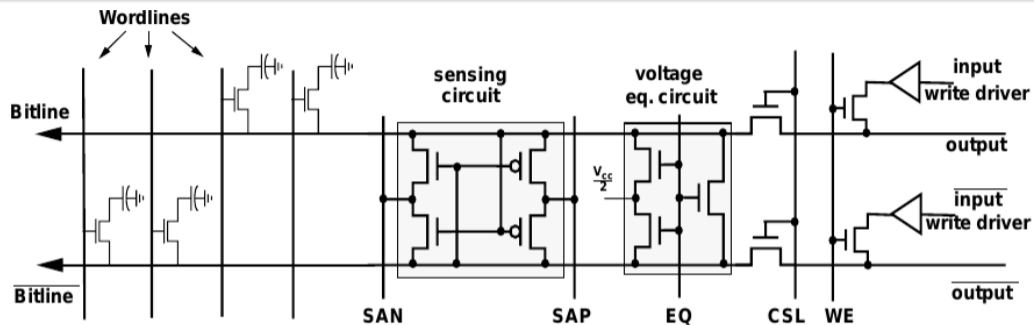 Wordlines
Bitline
sensing
circuit
voltage
eq. circuit
input
write driver
output
Vcc
2
input
write driver
Bitline
output
SAN
SAP
EQ
CSL
WE